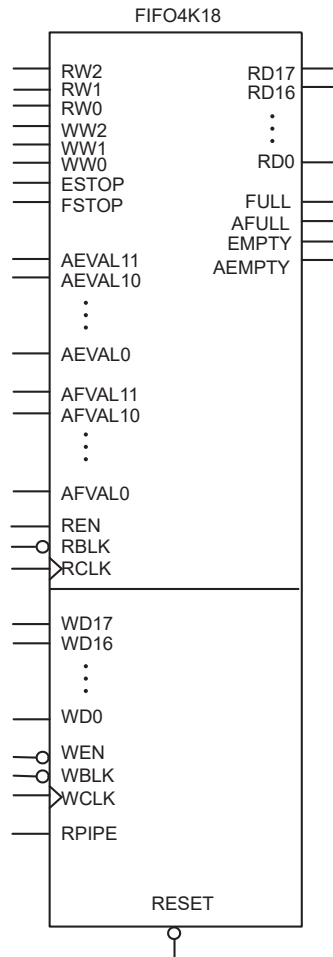 FIFO4K18
RW2
RW1
RW0
WW2
WW1
WW0
ESTOP
FSTOP
AEVAL11
AEVAL10
AEVAL0
AFVAL11
AFVAL10
AFVAL0
REN
RBLK
RCLK
RD17
RD16
RD0
FULL
AFULL
EMPTY
AEMPTY
WD17
WD16
WD0
WEN
WBLK
WCLK
RPIPE
RESET